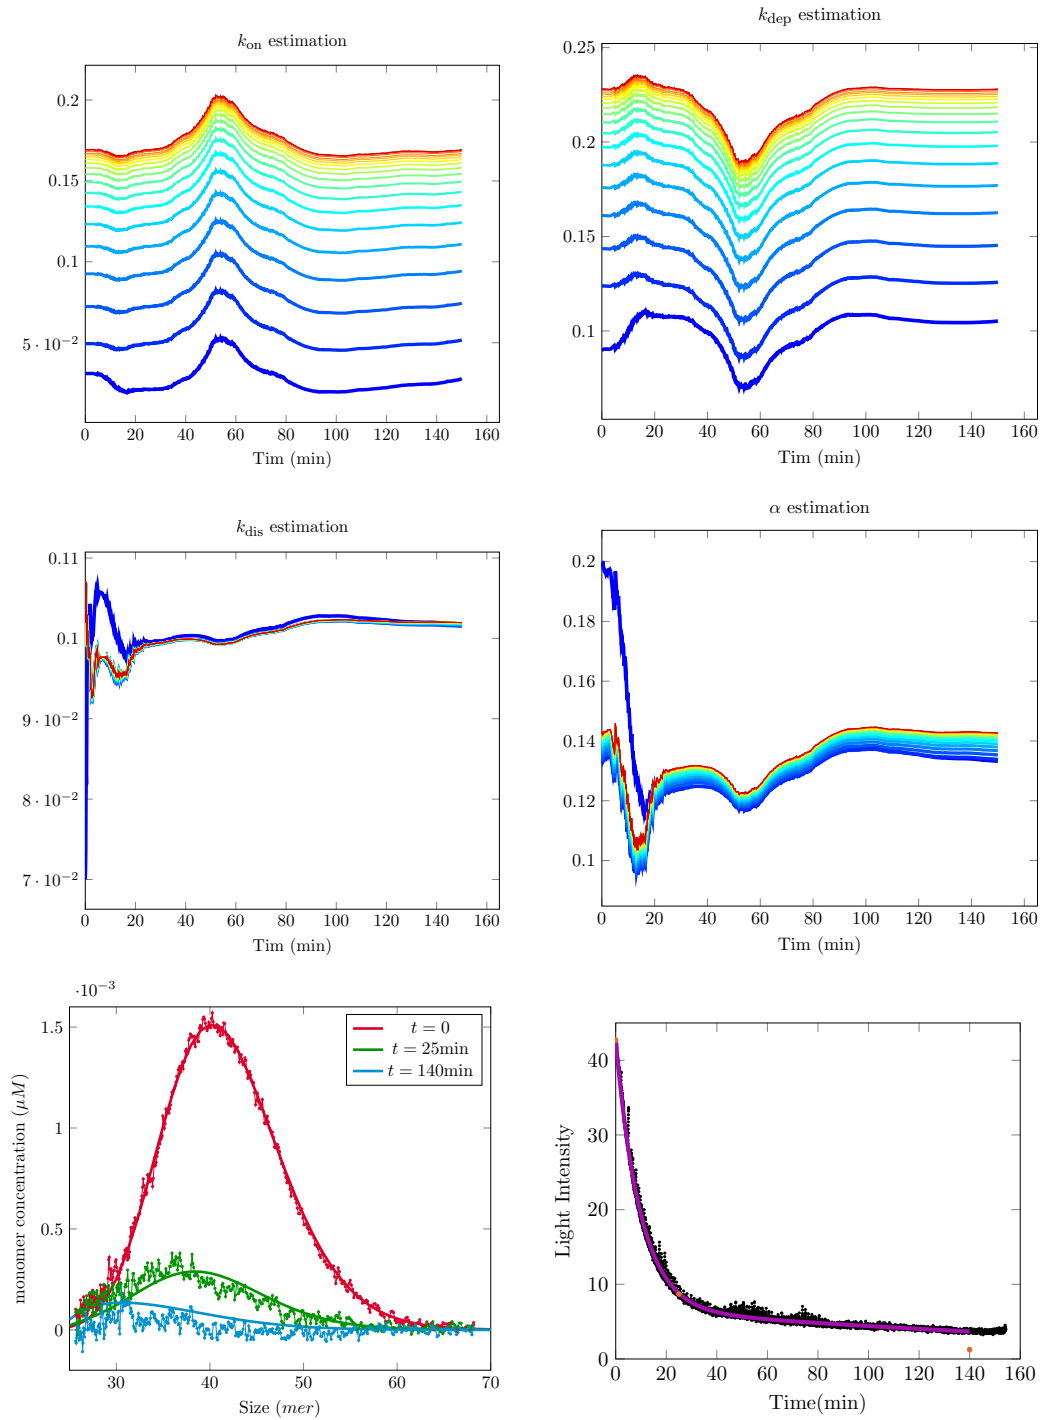 k_on estimation
0.2
0.15
0.1
5 · 10^−2
0 20 40 60 80 100 120 140 160
Tim (min)
k_dep estimation
0.25
0.2
0.15
0.1
0 20 40 60 80 100 120 140 160
Tim (min)
k_dis estimation
0.11
0.1
9 · 10^−2
8 · 10^−2
7 · 10^−2
0 20 40 60 80 100 120 140 160
Tim (min)
α estimation
0.2
0.18
0.16
0.14
0.12
0.1
0 20 40 60 80 100 120 140 160
Tim (min)
·10^−3
monomer concentration (μM)
1.5
1
0.5
0
t = 0
t = 25min
t = 140min
30 40 50 60 70
Size (mer)
Light Intensity
40
30
20
10
0
0 20 40 60 80 100 120 140 160
Time(min)